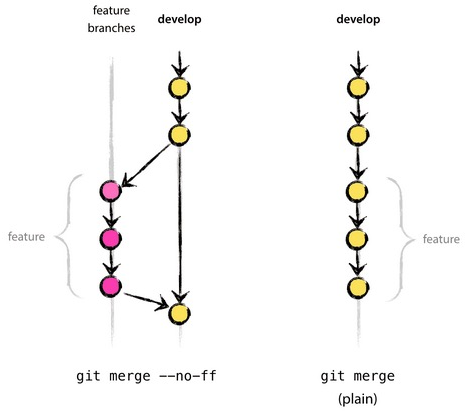 feature
branches
develop
develop
feature
feature
git merge --no-ff
git merge
(plain)